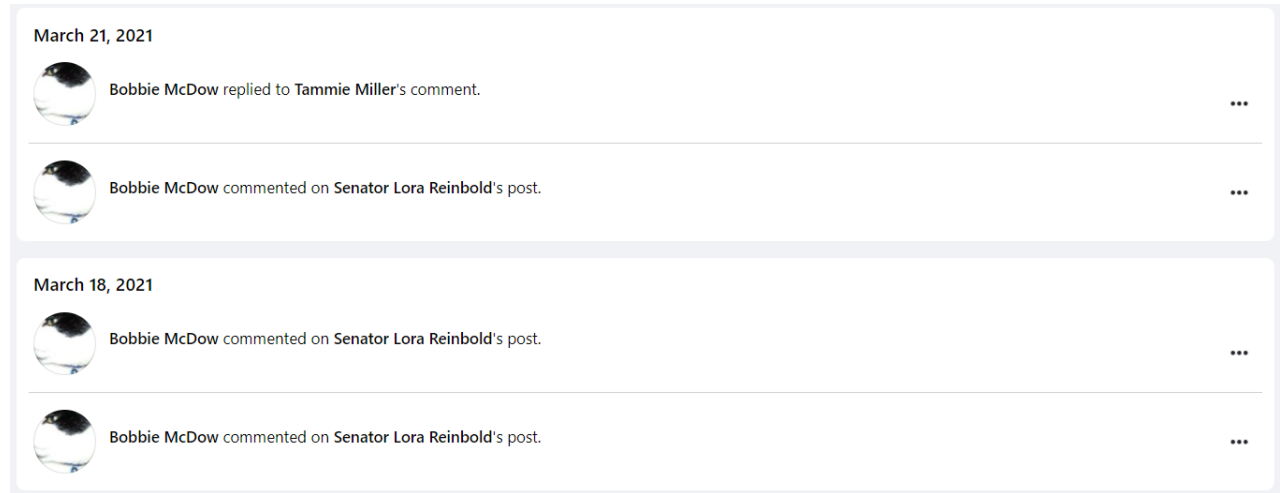 March 21, 2021
Bobbie McDow replied to Tammie Miller's comment.
Bobbie McDow commented on Senator Lora Reinbold's post.
March 18, 2021
Bobbie McDow commented on Senator Lora Reinbold's post.
Bobbie McDow commented on Senator Lora Reinbold's post.